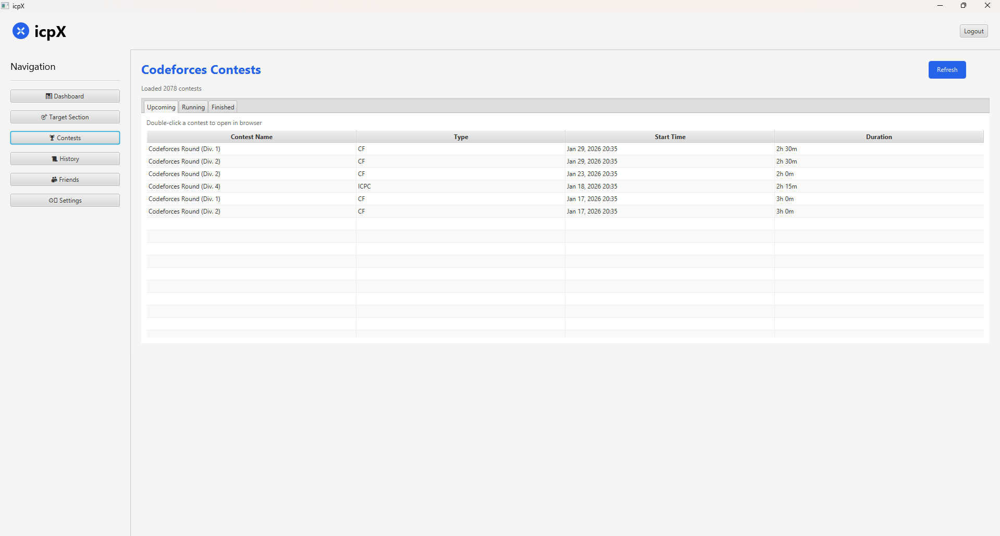 icpX
icpX
Logout
Navigation
Dashboard
Target Section
Contests
History
Friends
Settings
Codeforces Contests
Refresh
Loaded 2078 contests
Upcoming Running Finished
Double-click a contest to open in browser
Contest Name Type Start Time Duration
Codeforces Round (Div. 1) CF Jan 29, 2026 20:35 2h 30m
Codeforces Round (Div. 2) CF Jan 29, 2026 20:35 2h 30m
Codeforces Round (Div. 2) CF Jan 23, 2026 20:35 2h 0m
Codeforces Round (Div. 4) ICPC Jan 18, 2026 20:35 2h 15m
Codeforces Round (Div. 1) CF Jan 17, 2026 20:35 3h 0m
Codeforces Round (Div. 2) CF Jan 17, 2026 20:35 3h 0m